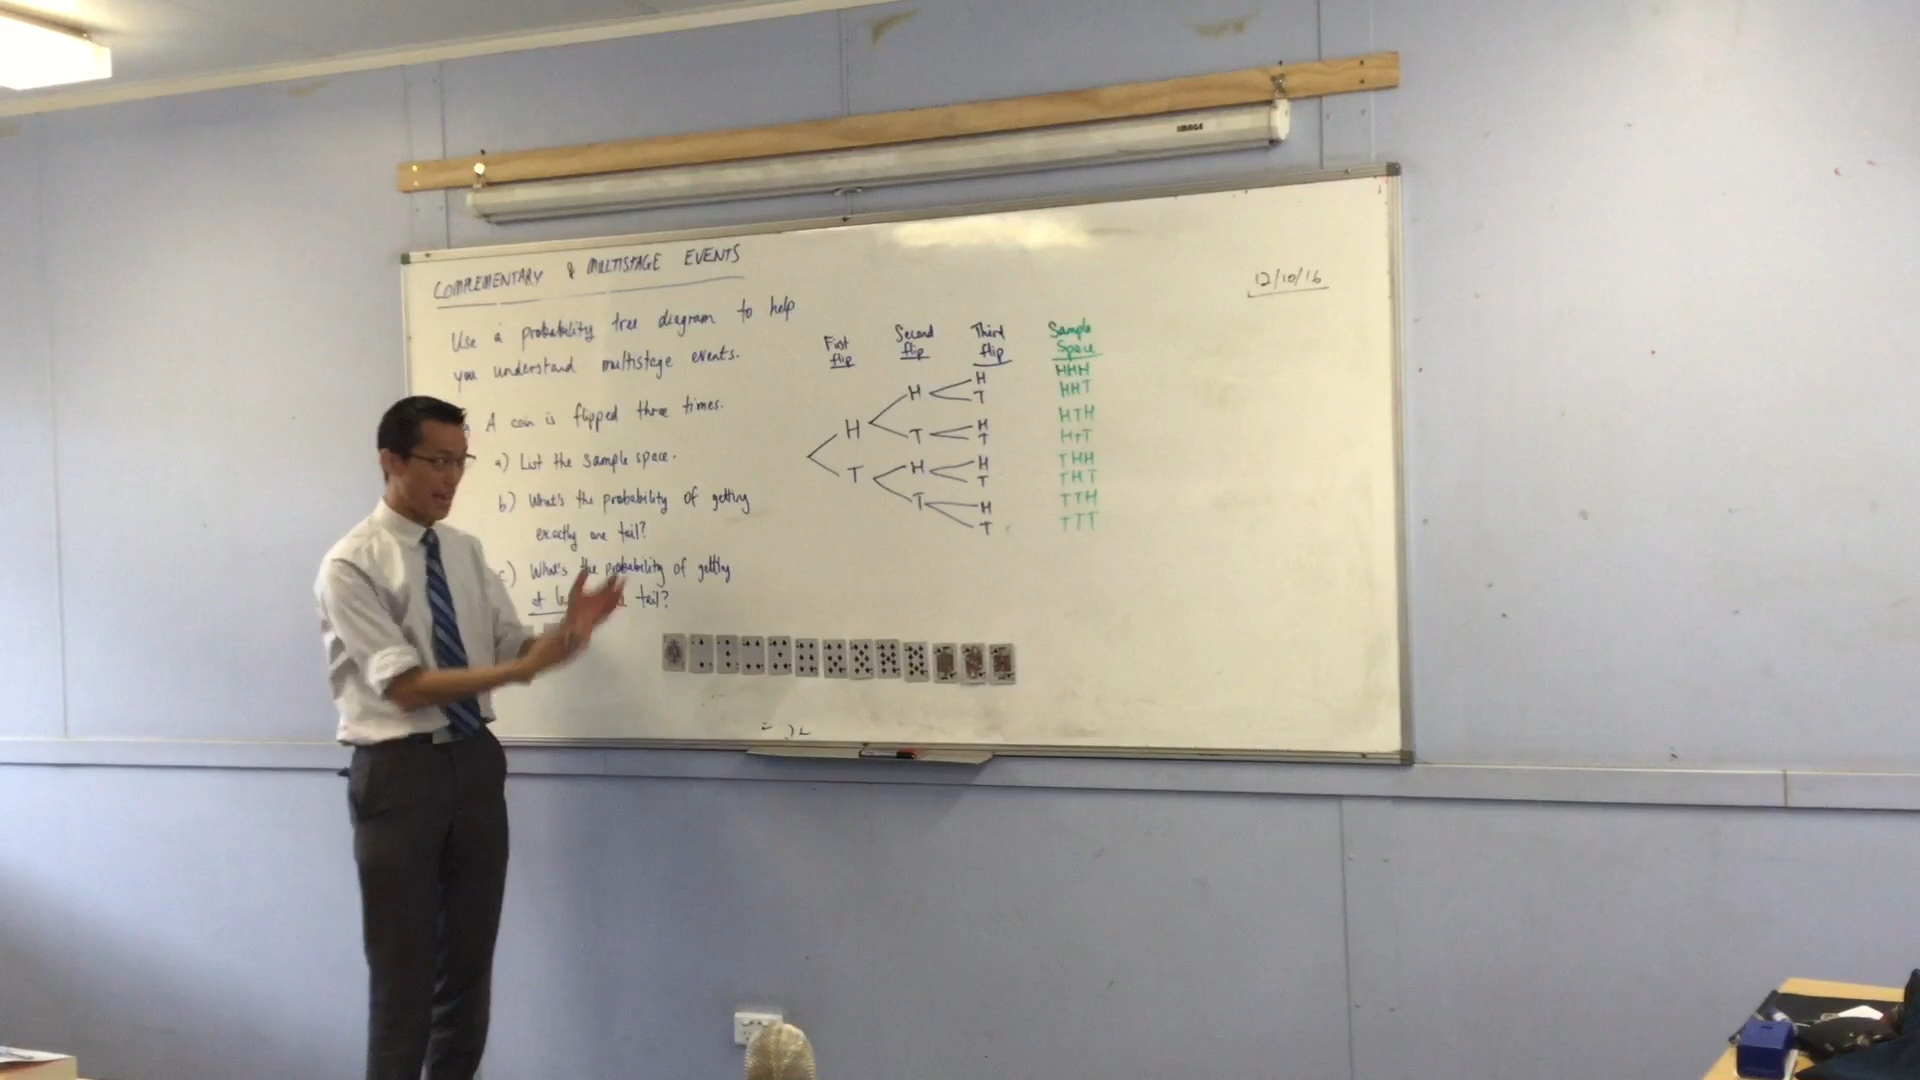 IMAGE
COMPLEMENTARY & MULTISTAGE EVENTS
12/10/16
Use a probability tree diagram to help
you understand multistage events.
A coin is flipped three times.
a) List the sample space.
b) What's the probability of getting
exactly one tail?
c) What's the probability of getting
at tail?
First
flip
Second
flip
Third
flip
Sample
Space
H
T
H
T
H
T
H
T
H
T
H
T
H
T
HHH
HHT
HTH
HTT
THH
THT
TTH
TTT